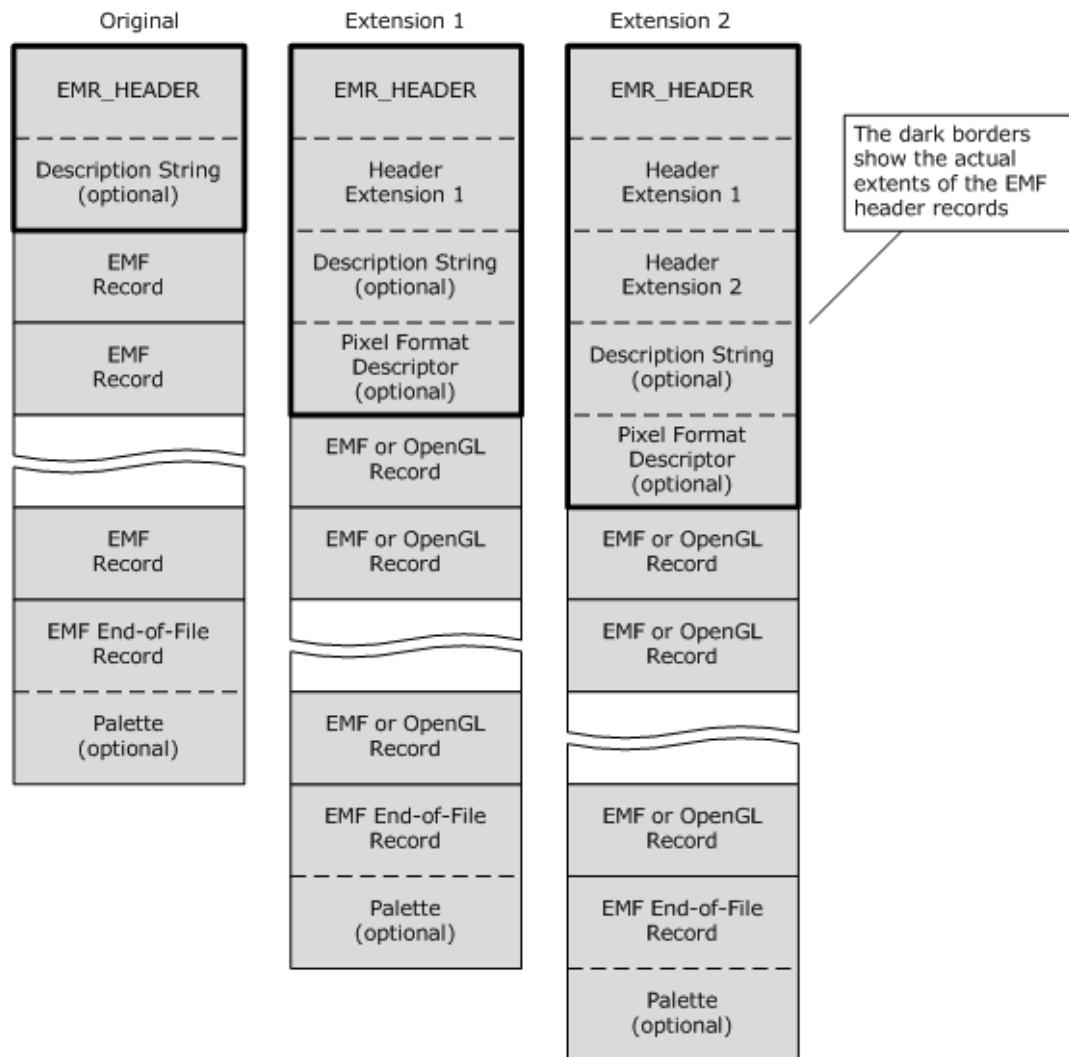 Original
EMR_HEADER
Description String
(optional)
EMF
Record
EMF
Record
EMF
Record
EMF End-of-File
Record
Palette
(optional)
Extension 1
EMR_HEADER
Header
Extension 1
Description String
(optional)
Pixel Format
Descriptor
(optional)
EMF or OpenGL
Record
EMF or OpenGL
Record
EMF or OpenGL
Record
EMF End-of-File
Record
Palette
(optional)
Extension 2
EMR_HEADER
Header
Extension 1
Header
Extension 2
Description String
(optional)
Pixel Format
Descriptor
(optional)
EMF or OpenGL
Record
EMF or OpenGL
Record
EMF or OpenGL
Record
EMF End-of-File
Record
Palette
(optional)
The dark borders
show the actual
extents of the EMF
header records